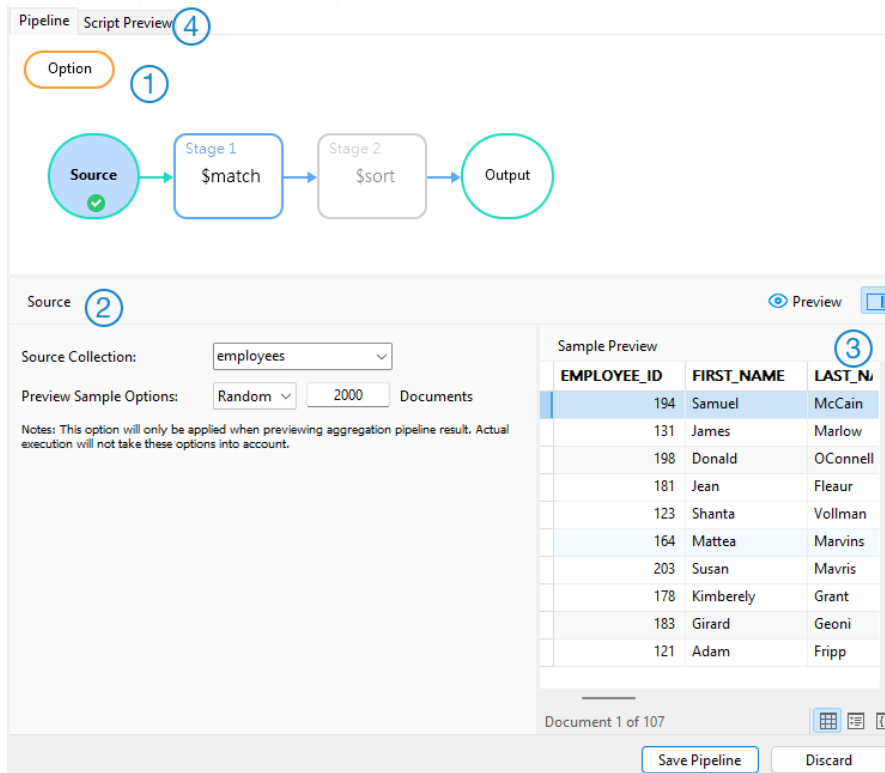 Pipeline Script Preview 4
Option
1
Stage 1 Stage 2
Source $match $sort Output
Source 2 Preview
Source Collection: employees
Preview Sample Options: Random 2000 Documents
Notes: This option will only be applied when previewing aggregation pipeline result. Actual
execution will not take these options into account.
Sample Preview 3
EMPLOYEE_ID FIRST_NAME LAST_NA
194 Samuel McCain
131 James Marlow
198 Donald OConnell
181 Jean Fleaur
123 Shanta Vollman
164 Mattea Marvins
203 Susan Mavris
178 Kimberely Grant
183 Girard Geoni
121 Adam Fripp
Document 1 of 107
Save Pipeline Discard